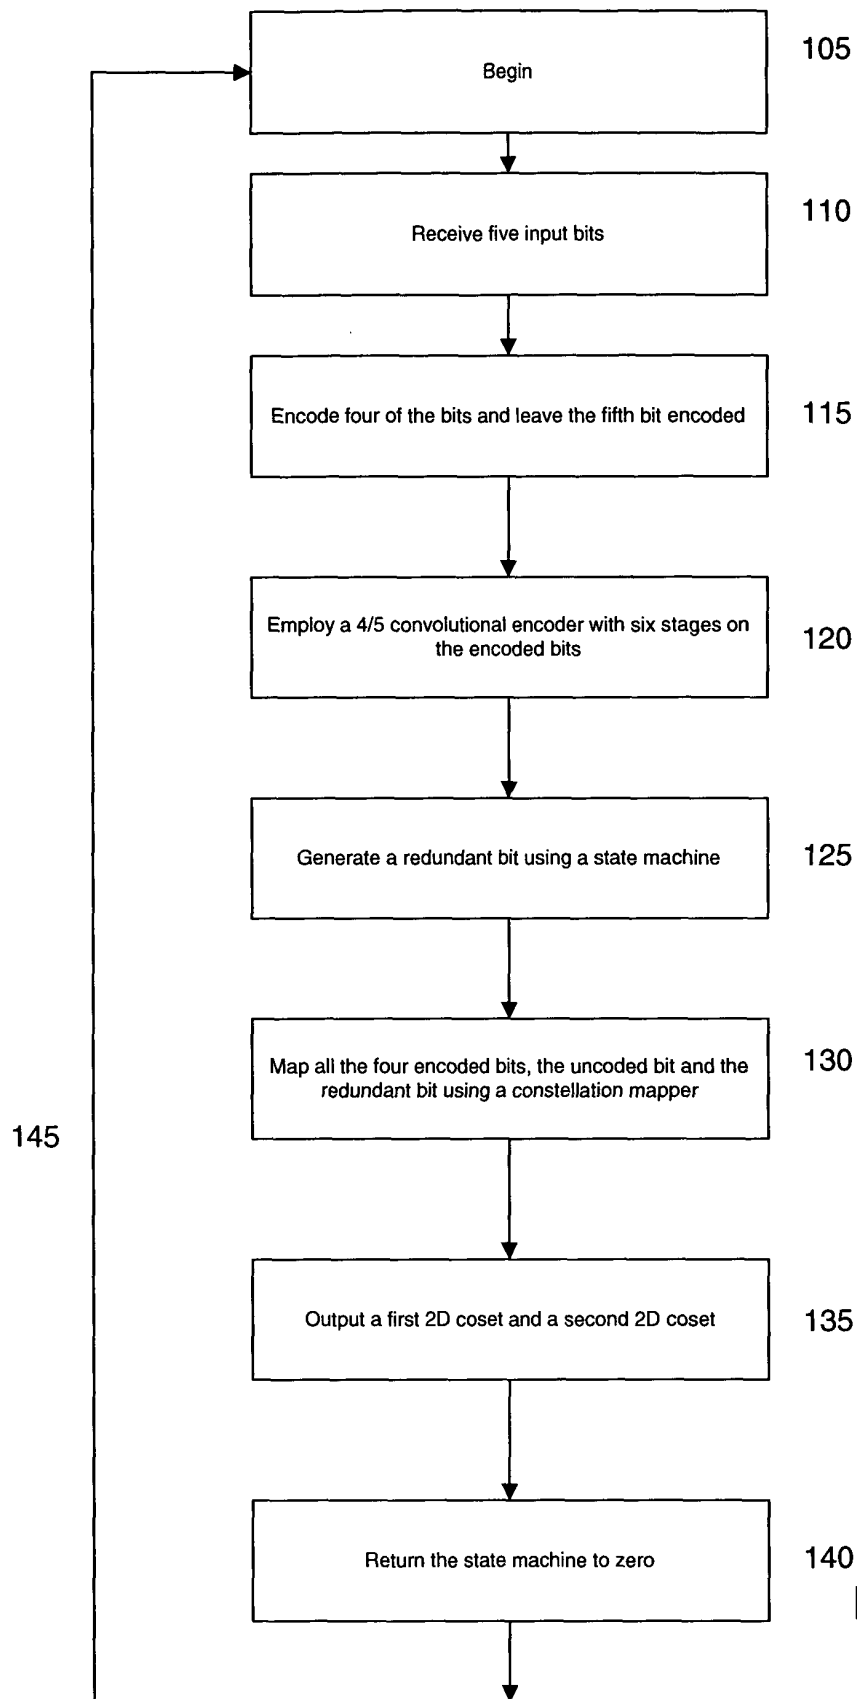 105
Begin
110
Receive five input bits
115
Encode four of the bits and leave the fifth bit encoded
120
Employ a 4/5 convolutional encoder with six stages on
the encoded bits
125
Generate a redundant bit using a state machine
130
Map all the four encoded bits, the uncoded bit and the
redundant bit using a constellation mapper
145
135
Output a first 2D coset and a second 2D coset
140
Return the state machine to zero